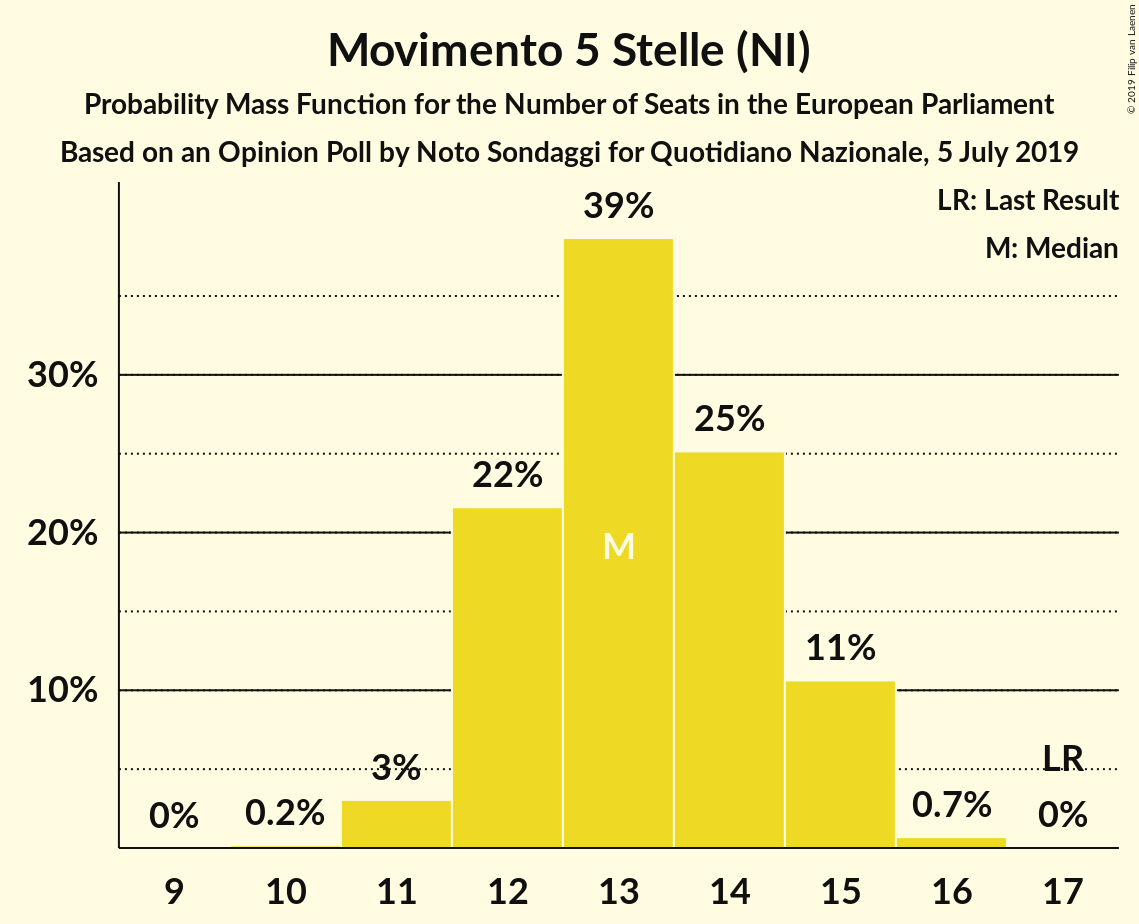 Movimento 5 Stelle (NI)
Probability Mass Function for the Number of Seats in the European Parliament
Based on an Opinion Poll by Noto Sondaggi for Quotidiano Nazionale, 5 July 2019
© 2019 Filip van Laenen
LR: Last Result
M: Median
39%
30%
25%
22%
20%
M
11%
10%
3%
LR
0%
0.2%
0.7%
0%
9 10 11 12 13 14 15 16 17